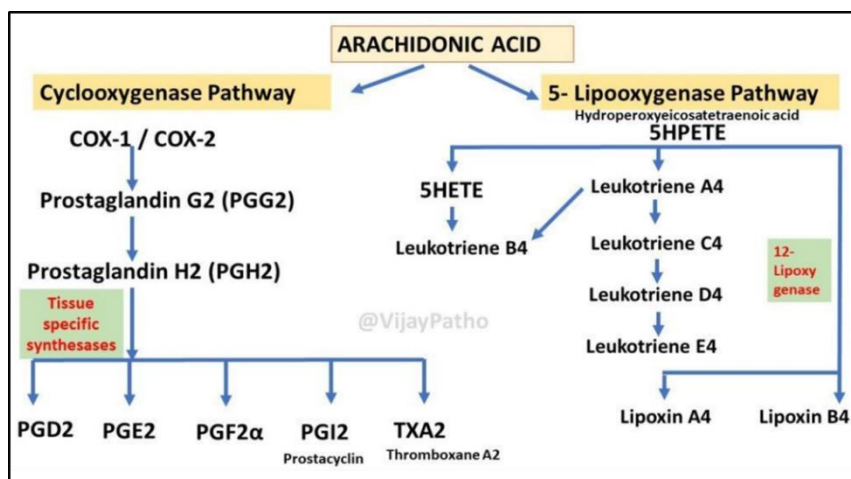 ARACHIDONIC ACID
Cyclooxygenase Pathway
COX-1 / COX-2
Prostaglandin G2 (PGG2)
Prostaglandin H2 (PGH2)
Tissue
specific
synthesases
PGD2
PGE2
PGF2α
PGI2
Prostacyclin
TXA2
Thromboxane A2
5- Lipooxygenase Pathway
Hydroperoxyeicosatetraenoic acid
5HPETE
5HETE
Leukotriene B4
Leukotriene A4
Leukotriene C4
Leukotriene D4
Leukotriene E4
12-
Lipoxy
genase
Lipoxin A4
Lipoxin B4
@VijayPatho